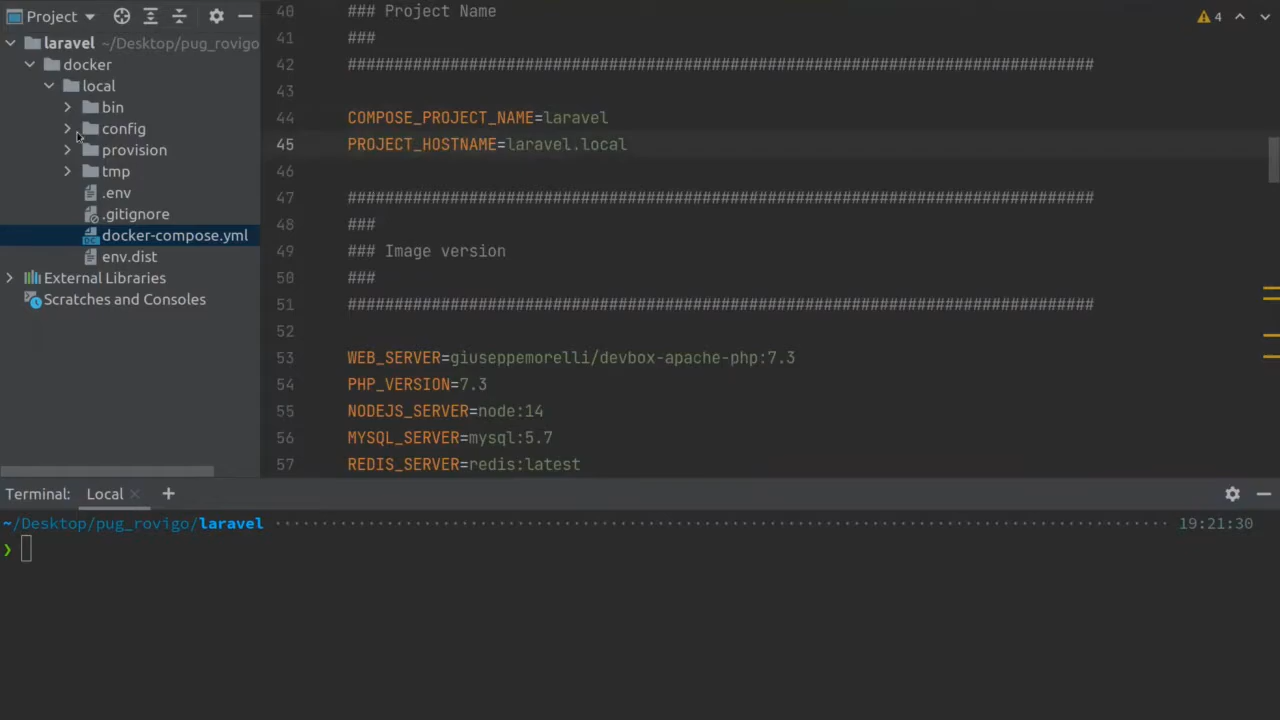 Project
laravel ~/Desktop/pug_rovigo
docker
local
bin
config
provision
tmp
.env
.gitignore
docker-compose.yml
env.dist
External Libraries
Scratches and Consoles
4
40 ### Project Name
41 ###
42 ################################################################################
43
44 COMPOSE_PROJECT_NAME=laravel
45 PROJECT_HOSTNAME=laravel.local
46
47 ################################################################################
48 ###
49 ### Image version
50 ###
51 ################################################################################
52
53 WEB_SERVER=giuseppemorelli/devbox-apache-php:7.3
54 PHP_VERSION=7.3
55 NODEJS_SERVER=node:14
56 MYSQL_SERVER=mysql:5.7
57 REDIS_SERVER=redis:latest
Terminal: Local
~/Desktop/pug_rovigo/laravel 19:21:30
❯